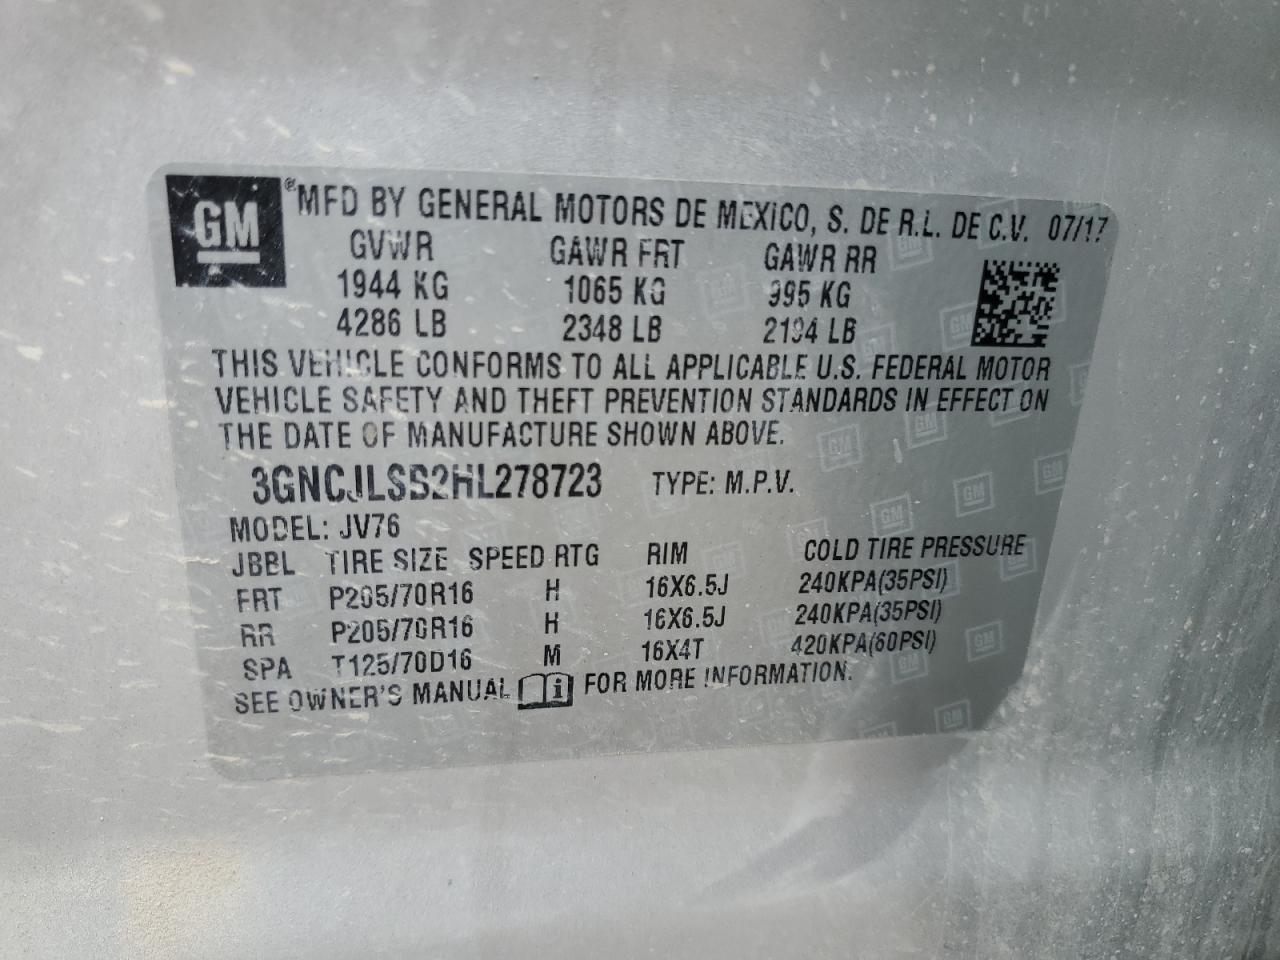 GM ® MFD BY GENERAL MOTORS DE MEXICO, S. DE R.L. DE C.V. 07/17
GVWR GAWR FRT GAWR RR
1944 KG 1065 KG 995 KG
4286 LB 2348 LB 2194 LB
THIS VEHICLE CONFORMS TO ALL APPLICABLE U.S. FEDERAL MOTOR
VEHICLE SAFETY AND THEFT PREVENTION STANDARDS IN EFFECT ON
THE DATE OF MANUFACTURE SHOWN ABOVE.
3GNCJLSB2HL278723 TYPE: M.P.V.
MODEL: JV76
JBBL TIRE SIZE SPEED RTG RIM COLD TIRE PRESSURE
FRT P205/70R16 H 16X6.5J 240KPA(35PSI)
RR P205/70R16 H 16X6.5J 240KPA(35PSI)
SPA T125/70D16 M 16X4T 420KPA(60PSI)
SEE OWNER'S MANUAL i FOR MORE INFORMATION.